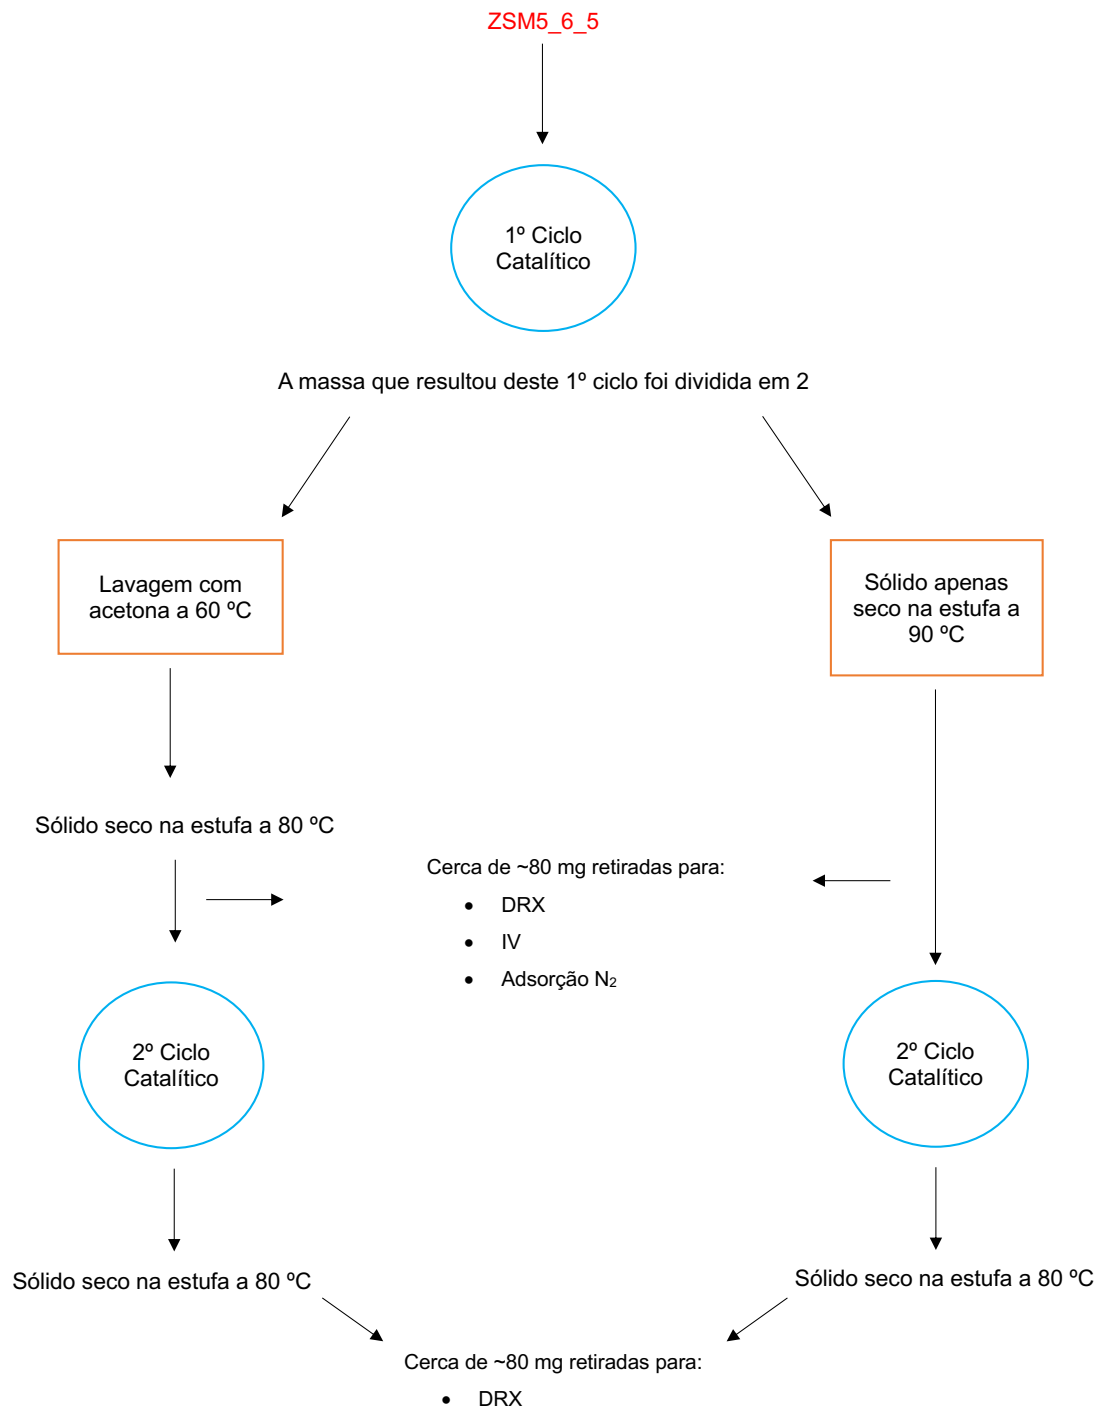 ZSM5_6_5
1º Ciclo
Catalítico
A massa que resultou deste 1º ciclo foi dividida em 2
Lavagem com
acetona a 60 ºC
Sólido apenas
seco na estufa a
90 ºC
Sólido seco na estufa a 80 ºC
Cerca de ~80 mg retiradas para:
• DRX
• IV
• Adsorção N₂
2º Ciclo
Catalítico
2º Ciclo
Catalítico
Sólido seco na estufa a 80 ºC
Sólido seco na estufa a 80 ºC
Cerca de ~80 mg retiradas para:
• DRX